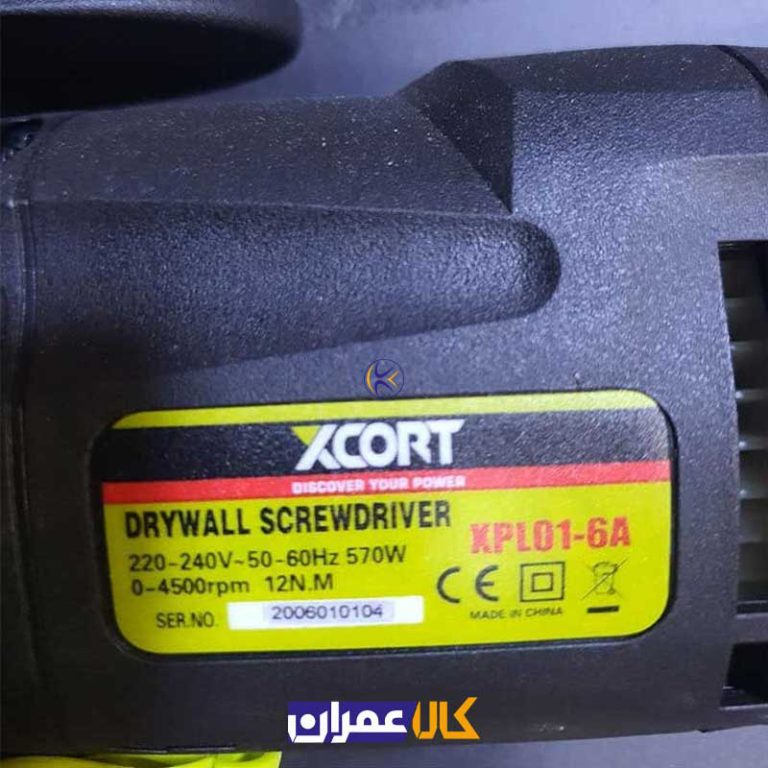 XCORT
DISCOVER YOUR POWER
DRYWALL SCREWDRIVER
XPL01-6A
220-240V~50-60Hz 570W
0-4500rpm 12N.M
MADE IN CHINA
SER.NO. 2006010104
کالا عمران